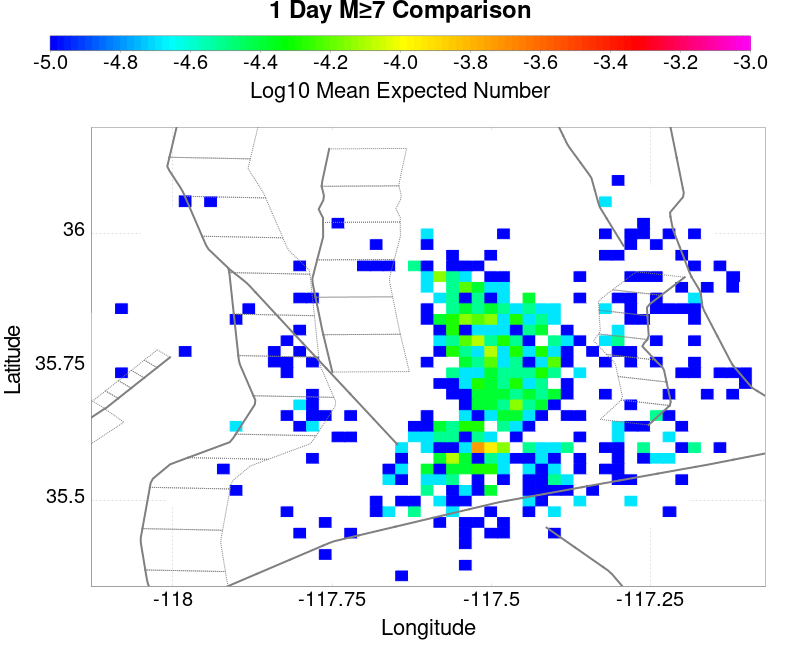 1 Day M≥7 Comparison
-5.0 -4.8 -4.6 -4.4 -4.2 -4.0 -3.8 -3.6 -3.4 -3.2 -3.0
Log10 Mean Expected Number
36
35.75
35.5
Latitude
-118 -117.75 -117.5 -117.25
Longitude